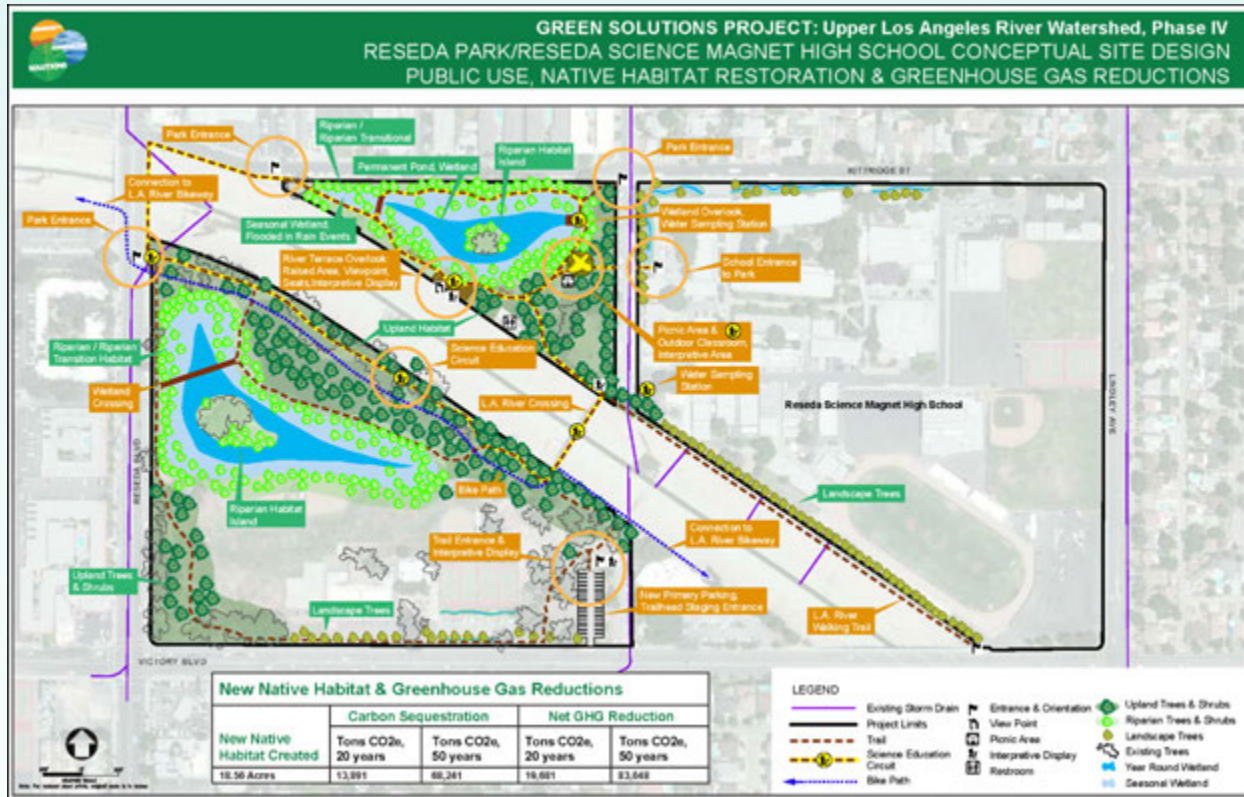 SOLUTIONS
GREEN SOLUTIONS PROJECT: Upper Los Angeles River Watershed, Phase IV
RESEDA PARK/RESEDA SCIENCE MAGNET HIGH SCHOOL CONCEPTUAL SITE DESIGN
PUBLIC USE, NATIVE HABITAT RESTORATION & GREENHOUSE GAS REDUCTIONS
Park Entrance
Riparian /
Riparian Transitional
Permanent Pond, Wetland
Riparian Habitat
Island
Park Entrance
KITTRIDGE ST
Connection to
L.A. River Bikeway
Park Entrance
Seasonal Wetland,
Flooded in Rain Events
Wetland Overlook,
Water Sampling Station
River Terrace Overlook:
Raised Area, Viewpoint,
Seats, Interpretive Display
School Entrance
to Park
Upland Habitat
Picnic Area &
Outdoor Classroom,
Interpretive Area
Riparian / Riparian
Transition Habitat
Science Education
Circuit
Wetland
Crossing
Water Sampling
Station
L.A. River Crossing
Reseda Science Magnet High School
LINDLEY AVE
RESEDA BLVD
Bike Path
Landscape Trees
Riparian Habitat
Island
Trail Entrance &
Interpretive Display
Connection to
L.A. River Bikeway
Upland Trees
& Shrubs
Landscape Trees
New Primary Parking,
Trailhead Staging Entrance
L.A. River
Walking Trail
VICTORY BLVD
New Native Habitat & Greenhouse Gas Reductions
New Native
Habitat Created
Carbon Sequestration
Net GHG Reduction
Tons CO2e,
20 years
Tons CO2e,
50 years
Tons CO2e,
20 years
Tons CO2e,
50 years
18.56 Acres
13,891
68,241
19,681
83,648
LEGEND
Existing Storm Drain
Project Limits
Trail
Science Education
Circuit
Bike Path
Entrance & Orientation
View Point
Picnic Area
Interpretive Display
Restroom
Upland Trees & Shrubs
Riparian Trees & Shrubs
Landscape Trees
Existing Trees
Year Round Wetland
Seasonal Wetland